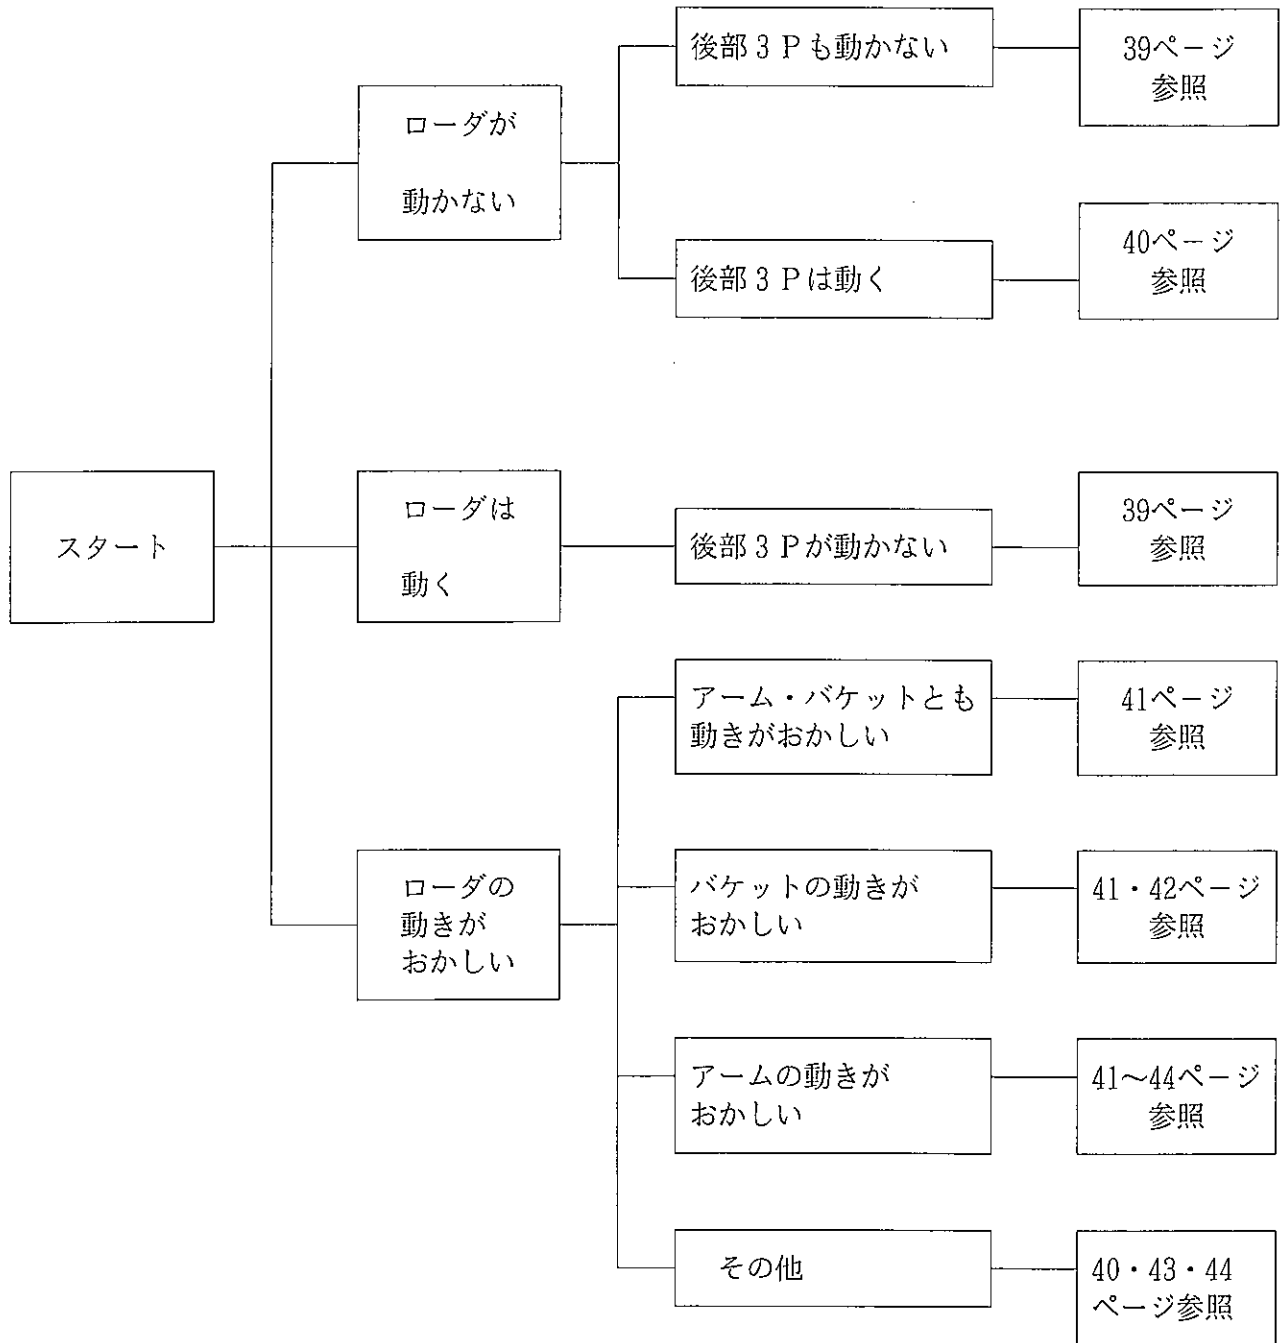 スタート
ローダが
動かない
後部3Pも動かない
39ページ
参照
後部3Pは動く
40ページ
参照
ローダは
動く
後部3Pが動かない
39ページ
参照
ローダの
動きが
おかしい
アーム・バケットとも
動きがおかしい
41ページ
参照
バケットの動きが
おかしい
41・42ページ
参照
アームの動きが
おかしい
41~44ページ
参照
その他
40・43・44
ページ参照